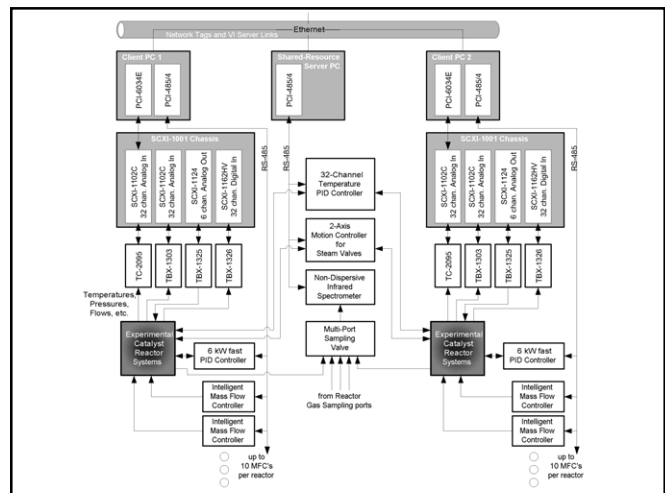 Ethernet
Network Tags and VI Server Links
Client PC 1
PCI-6034E
PCI-485/4
Shared-Resource
Server PC
PCI-485/4
Client PC 2
PCI-6034E
PCI-485/4
RS-485
RS-485
RS-485
SCXI-1001 Chassis
SCXI-1102C
32 chan. Analog In
SCXI-1102C
32 chan. Analog In
SCXI-1124
6 chan. Analog Out
SCXI-1162HV
32 chan. Digital In
SCXI-1001 Chassis
SCXI-1102C
32 chan. Analog In
SCXI-1102C
32 chan. Analog In
SCXI-1124
6 chan. Analog Out
SCXI-1162HV
32 chan. Digital In
32-Channel
Temperature
PID Controller
2-Axis
Motion Controller
for
Steam Valves
TC-2095
TBX-1303
TBX-1325
TBX-1326
Non-Dispersive
Infrared
Spectrometer
TC-2095
TBX-1303
TBX-1325
TBX-1326
Temperatures,
Pressures,
Flows, etc.
Experimental
Catalyst
Reactor
Systems
6 kW fast
PID Controller
Multi-Port
Sampling
Valve
Experimental
Catalyst
Reactor
Systems
6 kW fast
PID Controller
from Reactor
Gas Sampling ports
Intelligent
Mass Flow
Controller
Intelligent
Mass Flow
Controller
up to
10 MFC's
per reactor
Intelligent
Mass Flow
Controller
Intelligent
Mass Flow
Controller
up to
10 MFC's
per reactor